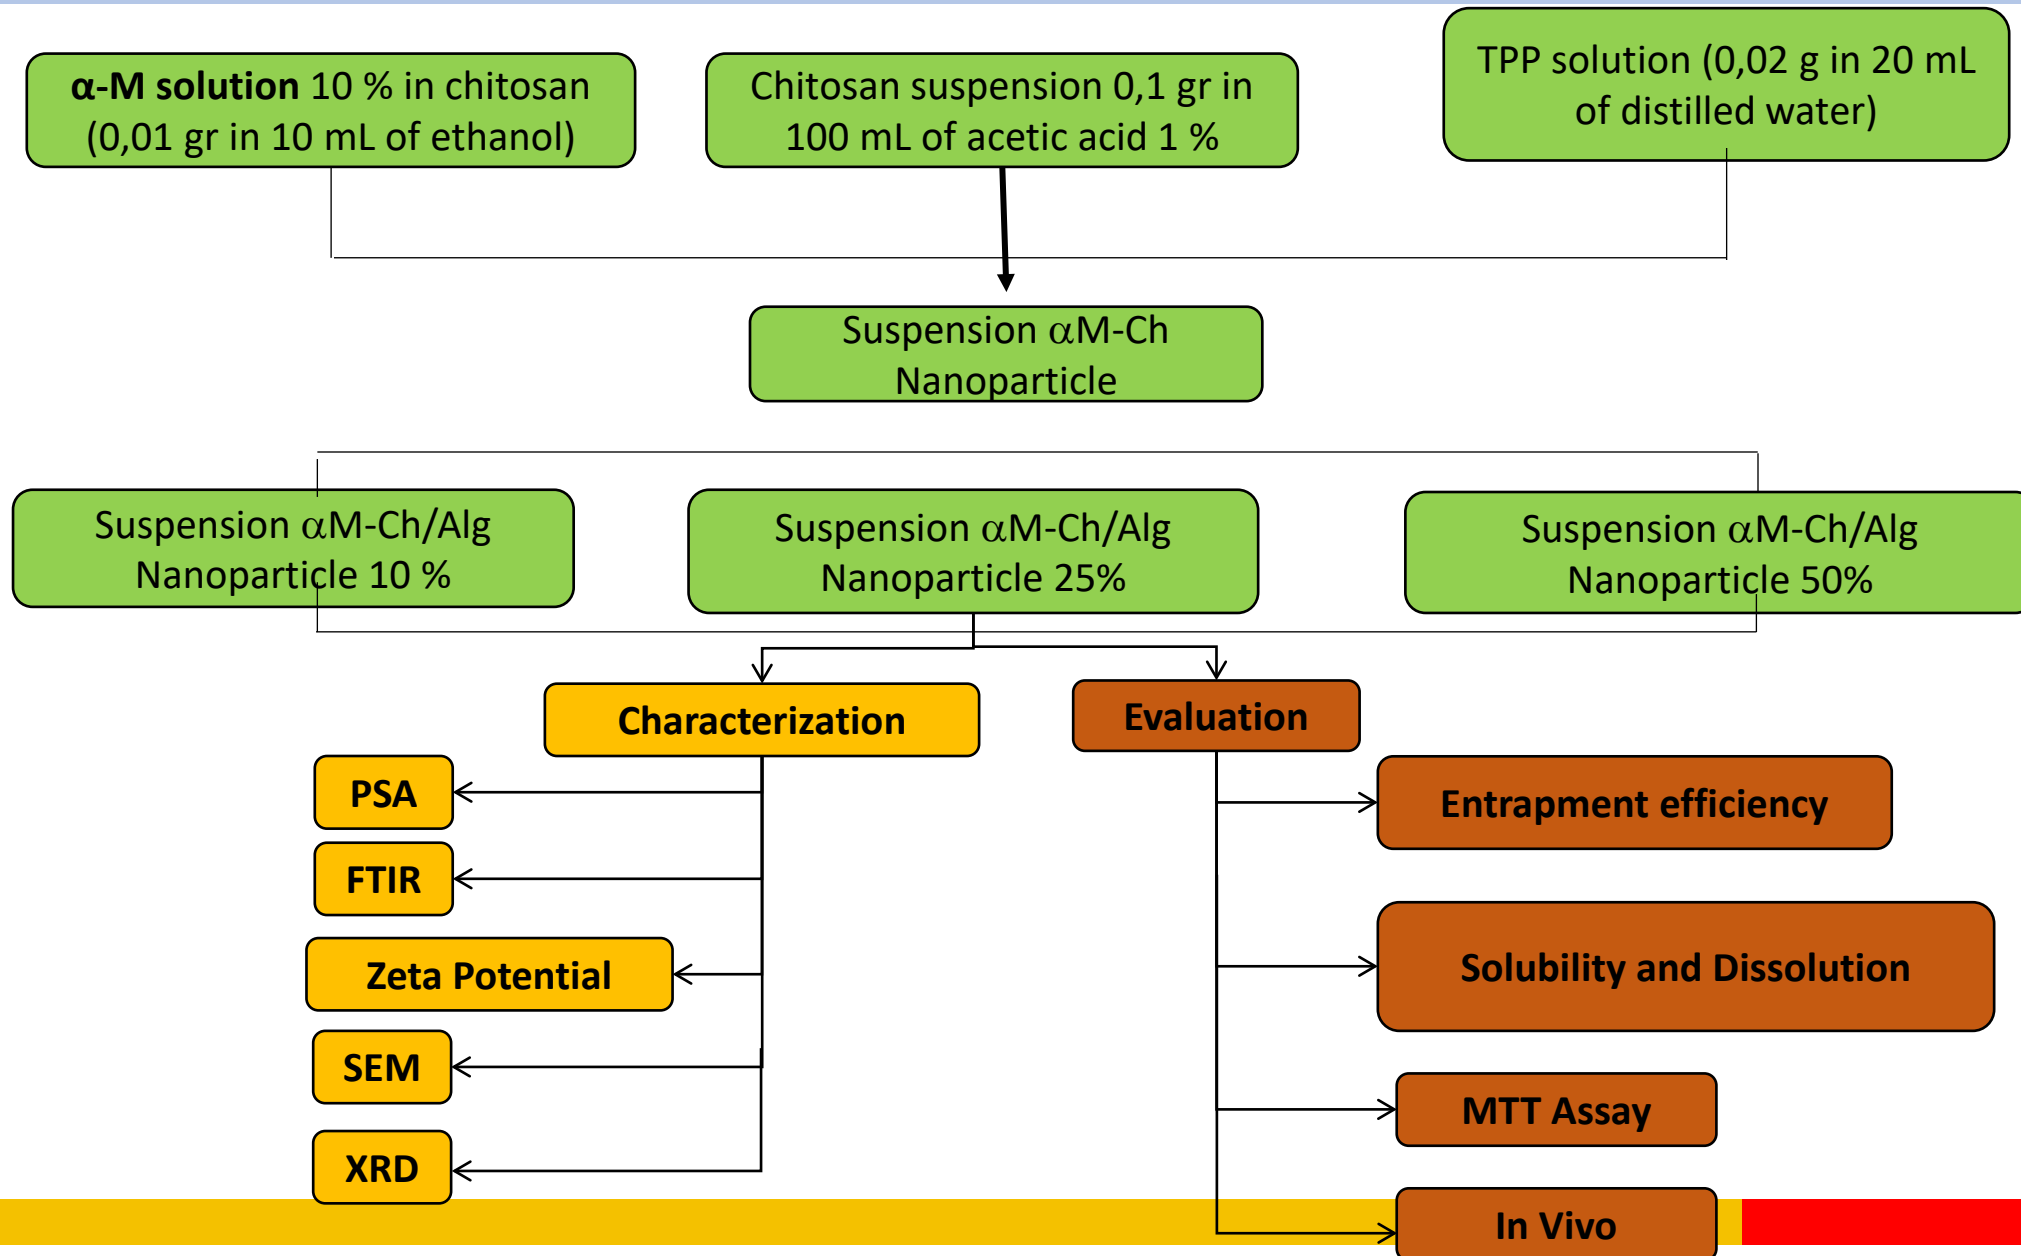 α-M solution 10 % in chitosan
(0,01 gr in 10 mL of ethanol)
Chitosan suspension 0,1 gr in
100 mL of acetic acid 1 %
TPP solution (0,02 g in 20 mL
of distilled water)
Suspension αM-Ch
Nanoparticle
Suspension αM-Ch/Alg
Nanoparticle 10 %
Suspension αM-Ch/Alg
Nanoparticle 25%
Suspension αM-Ch/Alg
Nanoparticle 50%
Characterization
PSA
FTIR
Zeta Potential
SEM
XRD
Evaluation
Entrapment efficiency
Solubility and Dissolution
MTT Assay
In Vivo